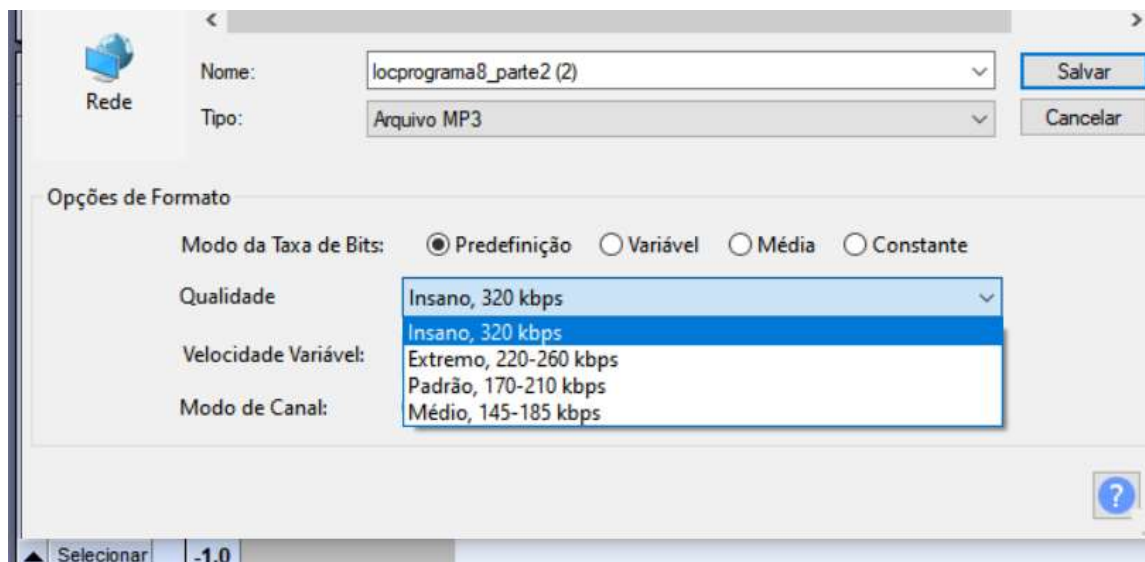 Nome: locprograma8_parte2 (2) Salvar
Rede
Tipo: Arquivo MP3 Cancelar
Opções de Formato
Modo da Taxa de Bits: Predefinição Variável Média Constante
Qualidade Insano, 320 kbps
Insano, 320 kbps
Velocidade Variável: Extremo, 220-260 kbps
Padrão, 170-210 kbps
Modo de Canal: Médio, 145-185 kbps
?
Selecionar -1.0